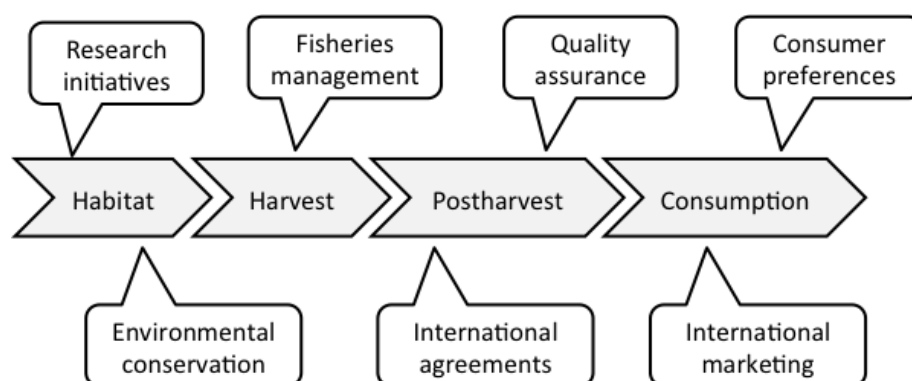 Research
initiatives
Fisheries
management
Quality
assurance
Consumer
preferences
Habitat
Harvest
Postharvest
Consumption
Environmental
conservation
International
agreements
International
marketing